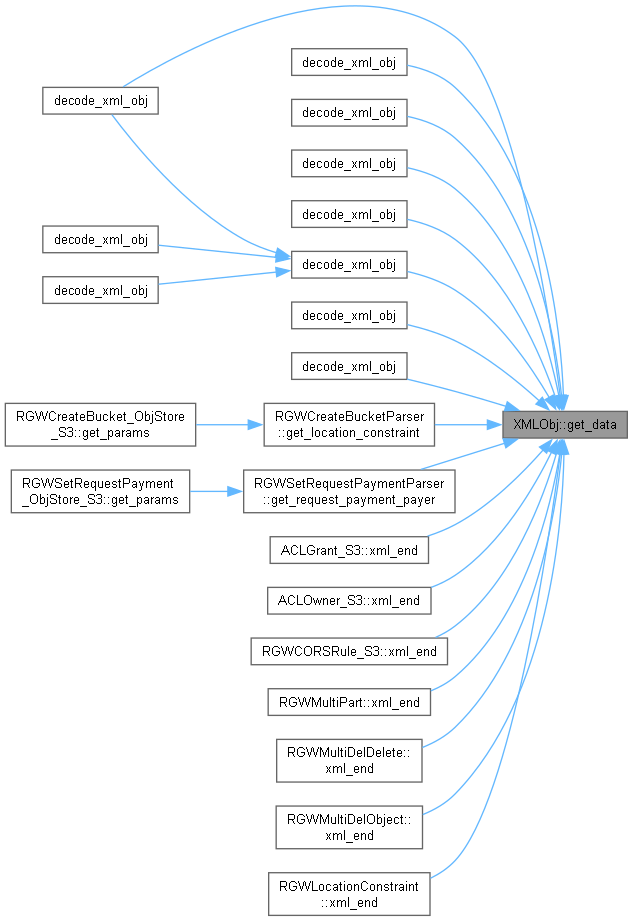 decode_xml_obj
decode_xml_obj
decode_xml_obj
decode_xml_obj
decode_xml_obj
decode_xml_obj
decode_xml_obj
decode_xml_obj
decode_xml_obj
decode_xml_obj
RGWCreateBucket_ObjStore
_S3::get_params
RGWCreateBucketParser
::get_location_constraint
XMLObj::get_data
RGWSetRequestPayment
_ObjStore_S3::get_params
RGWSetRequestPaymentParser
::get_request_payment_payer
ACLGrant_S3::xml_end
ACLOwner_S3::xml_end
RGWCORSRule_S3::xml_end
RGWMultiPart::xml_end
RGWMultiDelDelete::
xml_end
RGWMultiDelObject::
xml_end
RGWLocationConstraint
::xml_end